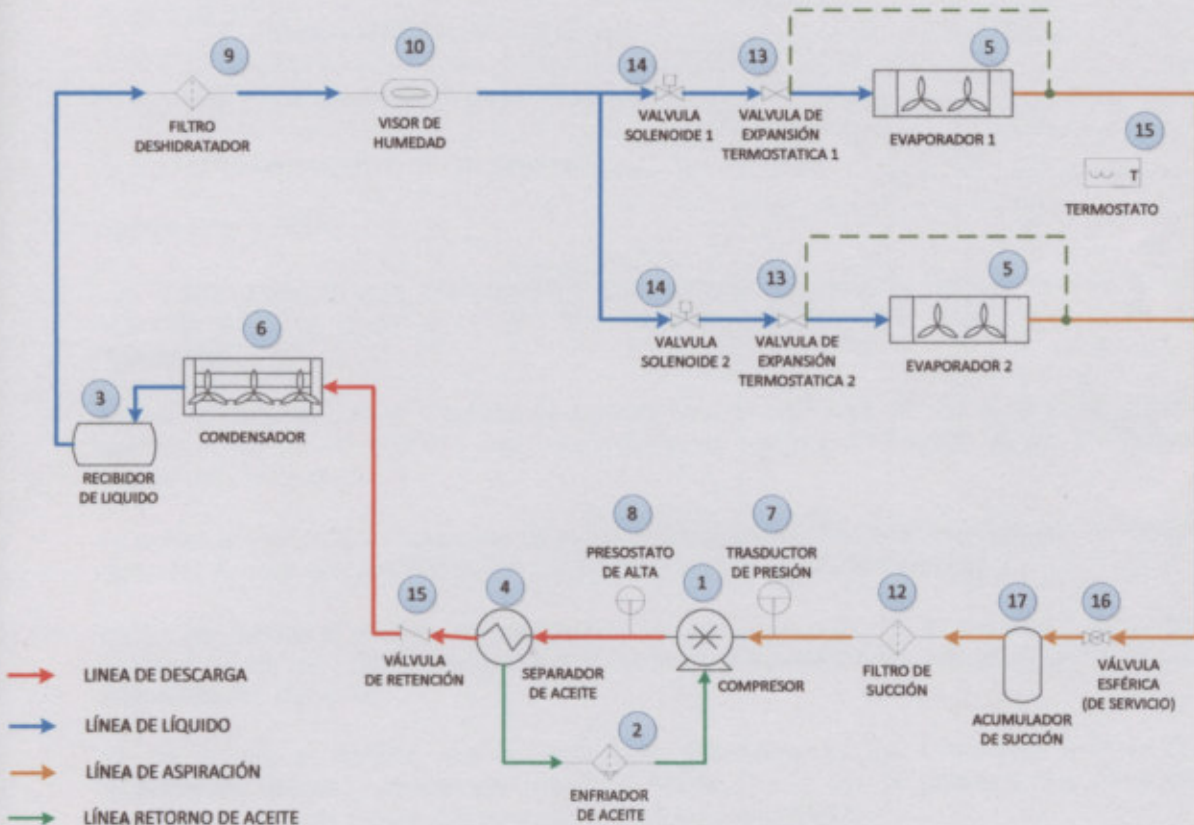 9
10
14
13
5
FILTRO
DESHIDRATADOR
VISOR DE
HUMEDAD
VALVULA
SOLENOIDE 1
VALVULA DE
EXPANSIÓN
TERMOSTATICA 1
EVAPORADOR 1
15
T
TERMOSTATO
14
13
5
VALVULA
SOLENOIDE 2
VALVULA DE
EXPANSIÓN
TERMOSTATICA 2
EVAPORADOR 2
6
CONDENSADOR
3
RECIBIDOR
DE LIQUIDO
8
PRESOSTATO
DE ALTA
7
TRASDUCTOR
DE PRESIÓN
15
VÁLVULA
DE RETENCIÓN
4
SEPARADOR
DE ACEITE
1
COMPRESOR
12
FILTRO DE
SUCCIÓN
17
ACUMULADOR
DE SUCCIÓN
16
VÁLVULA
ESFÉRICA
(DE SERVICIO)
2
ENFRIADOR
DE ACEITE
LINEA DE DESCARGA
LÍNEA DE LÍQUIDO
LÍNEA DE ASPIRACIÓN
LÍNEA RETORNO DE ACEITE